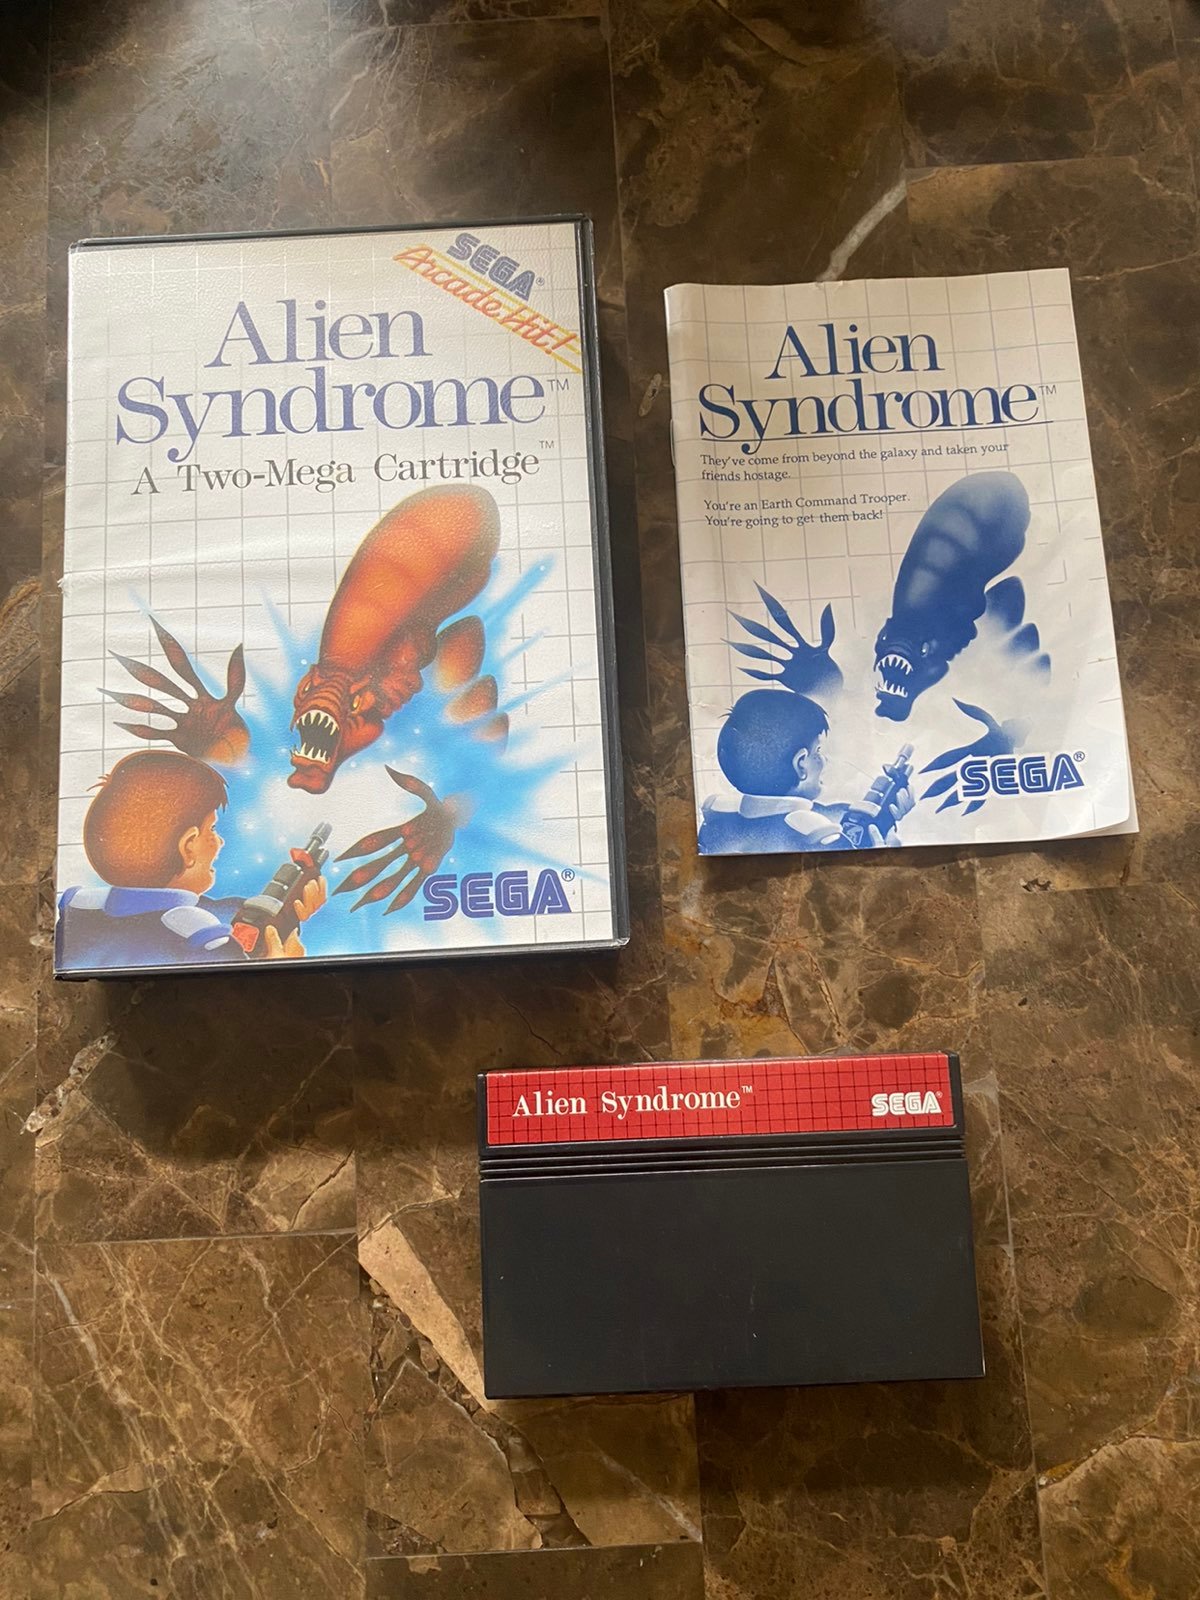 SEGA®
Arcade Hit!
Alien
Syndrome™
A Two-Mega Cartridge™
SEGA®
Alien
Syndrome™
They've come from beyond the galaxy and taken your
friends hostage.
You're an Earth Command Trooper.
You're going to get them back!
SEGA®
Alien Syndrome™
SEGA®